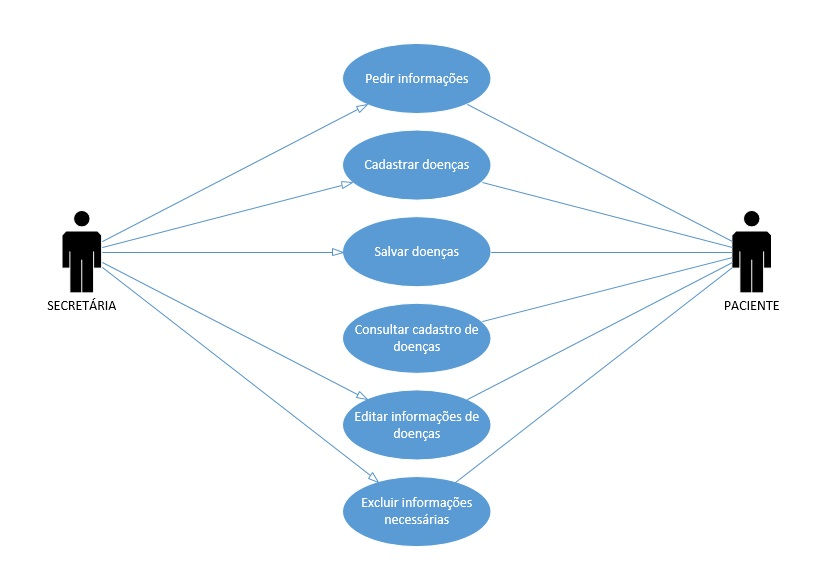 Pedir informações
Cadastrar doenças
Salvar doenças
SECRETÁRIA
PACIENTE
Consultar cadastro de
doenças
Editar informações de
doenças
Excluir informações
necessárias